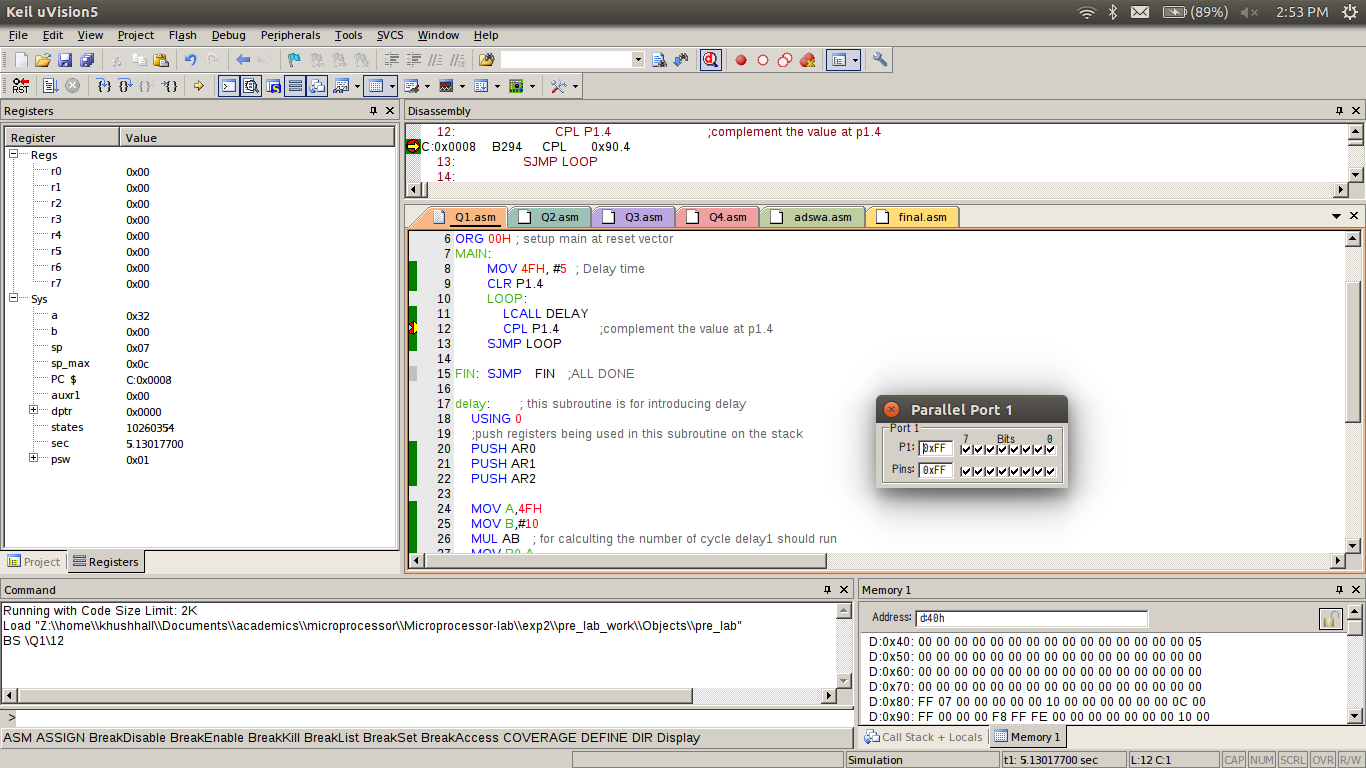 Keil uVision5 (89%) 2:53 PM
File Edit View Project Flash Debug Peripherals Tools SVCS Window Help
RST
Registers
Register Value
Regs
r0 0x00
r1 0x00
r2 0x00
r3 0x00
r4 0x00
r5 0x00
r6 0x00
r7 0x00
Sys
a 0x32
b 0x00
sp 0x07
sp_max 0x0c
PC $ C:0x0008
auxr1 0x00
dptr 0x0000
states 10260354
sec 5.13017700
psw 0x01
Project Registers
Disassembly
12: CPL P1.4 ;complement the value at p1.4
C:0x0008 B294 CPL 0x90.4
13: SJMP LOOP
14:
Q1.asm Q2.asm Q3.asm Q4.asm adswa.asm final.asm
6 ORG 00H ; setup main at reset vector
7 MAIN:
8 MOV 4FH, #5 ; Delay time
9 CLR P1.4
10 LOOP:
11 LCALL DELAY
12 CPL P1.4 ;complement the value at p1.4
13 SJMP LOOP
14
15 FIN: SJMP FIN ;ALL DONE
16
17 delay: ; this subroutine is for introducing delay
18 USING 0
19 ;push registers being used in this subroutine on the stack
20 PUSH AR0
21 PUSH AR1
22 PUSH AR2
23
24 MOV A,4FH
25 MOV B,#10
26 MUL AB ; for calculting the number of cycle delay1 should run
27 MOV R0,A
Parallel Port 1
Port 1
7 Bits 0
P1: 0xFF
Pins: 0xFF
Command
Running with Code Size Limit: 2K
Load "Z:\\home\\khushhall\\Documents\\academics\\microprocessor\\Microprocessor-lab\\exp2\\pre_lab_work\\Objects\\pre_lab"
BS \Q1\12
>
ASM ASSIGN BreakDisable BreakEnable BreakKill BreakList BreakSet BreakAccess COVERAGE DEFINE DIR Display
Memory 1
Address: d:40h
D:0x40: 00 00 00 00 00 00 00 00 00 00 00 00 00 00 00 05
D:0x50: 00 00 00 00 00 00 00 00 00 00 00 00 00 00 00 00
D:0x60: 00 00 00 00 00 00 00 00 00 00 00 00 00 00 00 00
D:0x70: 00 00 00 00 00 00 00 00 00 00 00 00 00 00 00 00
D:0x80: FF 07 00 00 00 00 00 10 00 00 00 00 00 00 0C 00
D:0x90: FF 00 00 00 F8 FF FE 00 00 00 00 00 00 00 10 00
Call Stack + Locals Memory 1
Simulation t1: 5.13017700 sec L:12 C:1 CAP NUM SCRL OVR R/W